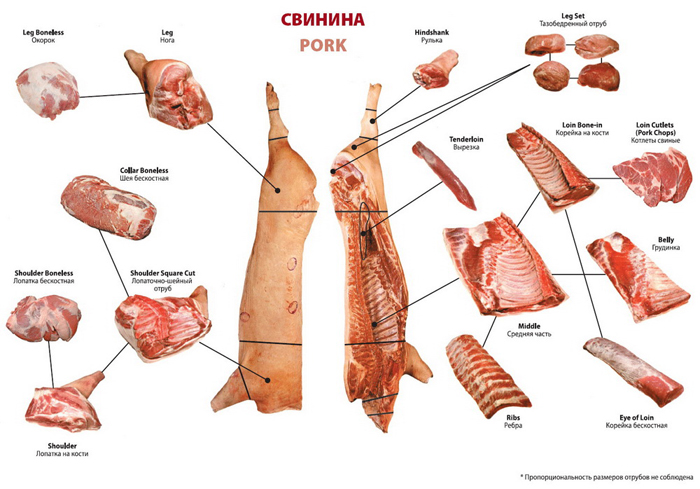 СВИНИНА
PORK
Leg Boneless
Окорок
Leg
Нога
Hindshank
Рулька
Leg Set
Тазобедренный отруб
Tenderloin
Вырезка
Loin Bone-in
Корейка на кости
Loin Cutlets
(Pork Chops)
Котлеты свиные
Collar Boneless
Шея бескостная
Belly
Грудинка
Shoulder Boneless
Лопатка бескостная
Shoulder Square Cut
Лопаточно-шейный
отруб
Middle
Средняя часть
Ribs
Ребра
Eye of Loin
Корейка бескостная
Shoulder
Лопатка на кости
* Пропорциональность размеров отрубов не соблюдена